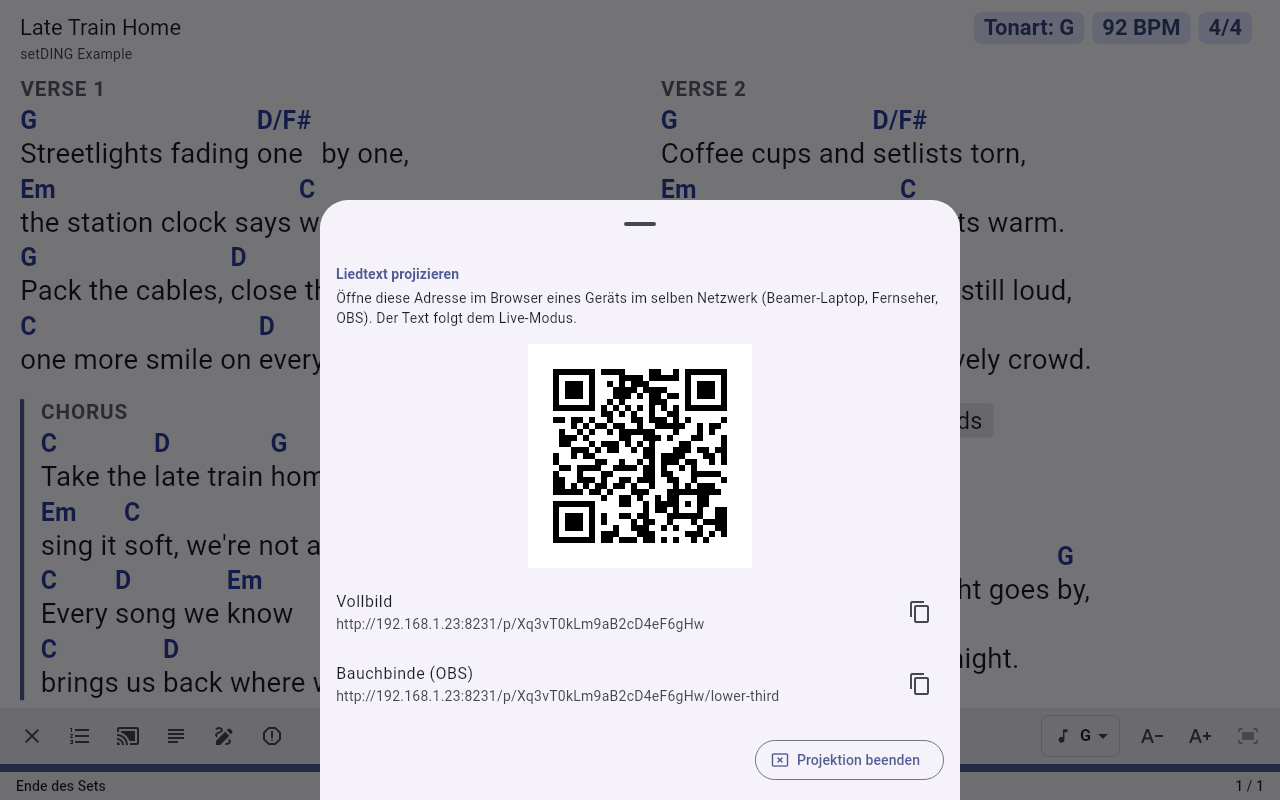 Late Train Home
setDING Example
Tonart: G
92 BPM
4/4
VERSE 1
G D/F#
Streetlights fading one by one,
Em C
the station clock says w
G D
Pack the cables, close th
C D
one more smile on every
CHORUS
C D G
Take the late train hom
Em C
sing it soft, we're not a
C D Em
Every song we know
C D
brings us back where w
VERSE 2
G D/F#
Coffee cups and setlists torn,
Em C
ts warm.
still loud,
vely crowd.
ds
G
ht goes by,
night.
Liedtext projizieren
Öffne diese Adresse im Browser eines Geräts im selben Netzwerk (Beamer-Laptop, Fernseher,
OBS). Der Text folgt dem Live-Modus.
Vollbild
http://192.168.1.23:8231/p/Xq3vT0kLm9aB2cD4eF6gHw
Bauchbinde (OBS)
http://192.168.1.23:8231/p/Xq3vT0kLm9aB2cD4eF6gHw/lower-third
Projektion beenden
G
A−
A+
Ende des Sets
1 / 1